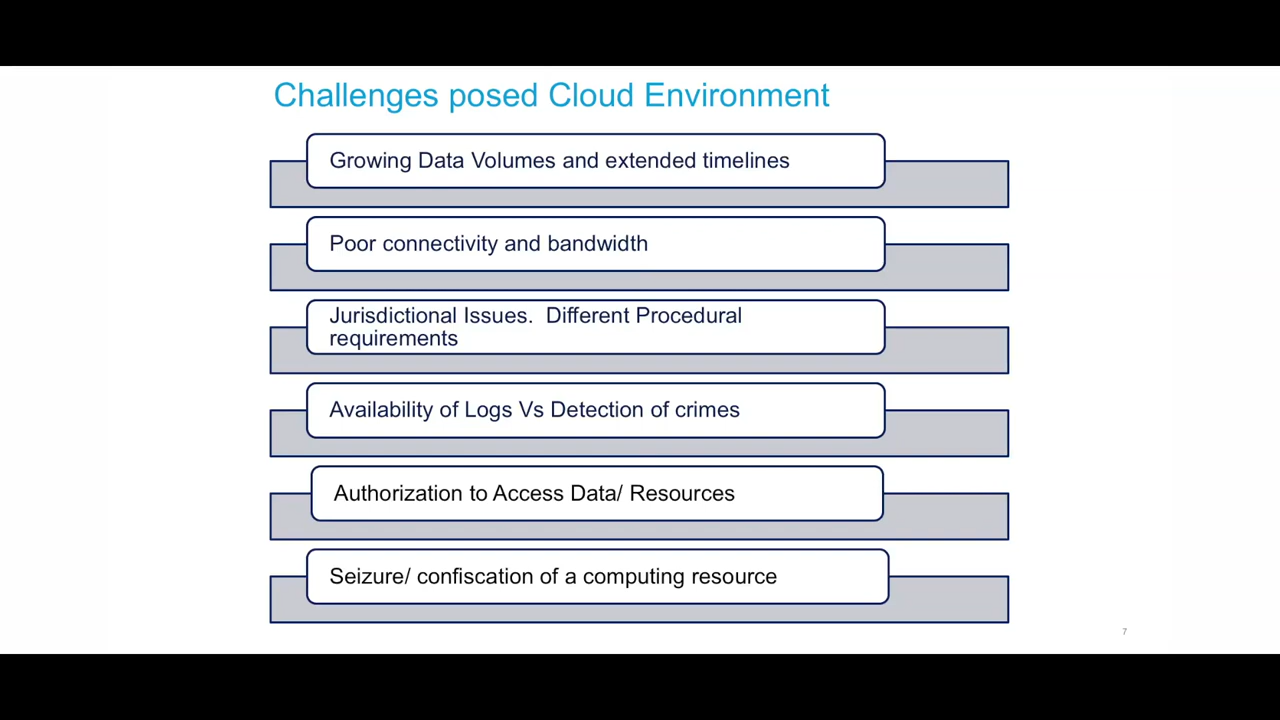 Challenges posed Cloud Environment
Growing Data Volumes and extended timelines
Poor connectivity and bandwidth
Jurisdictional Issues.  Different Procedural
requirements
Availability of Logs Vs Detection of crimes
Authorization to Access Data/ Resources
Seizure/ confiscation of a computing resource
7